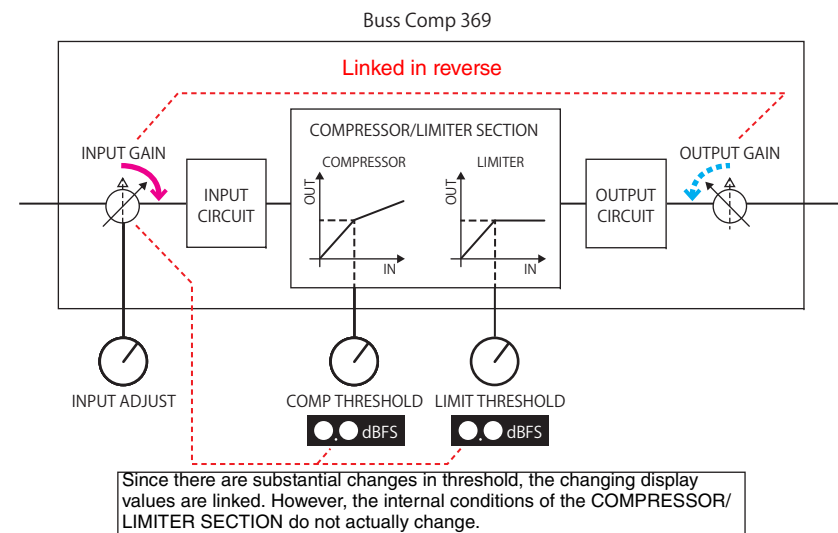 Buss Comp 369
Linked in reverse
INPUT GAIN
INPUT
CIRCUIT
COMPRESSOR/LIMITER SECTION
COMPRESSOR
OUT
IN
LIMITER
OUT
IN
OUTPUT
CIRCUIT
OUTPUT GAIN
INPUT ADJUST
COMP THRESHOLD
dBFS
LIMIT THRESHOLD
dBFS
Since there are substantial changes in threshold, the changing display
values are linked. However, the internal conditions of the COMPRESSOR/
LIMITER SECTION do not actually change.